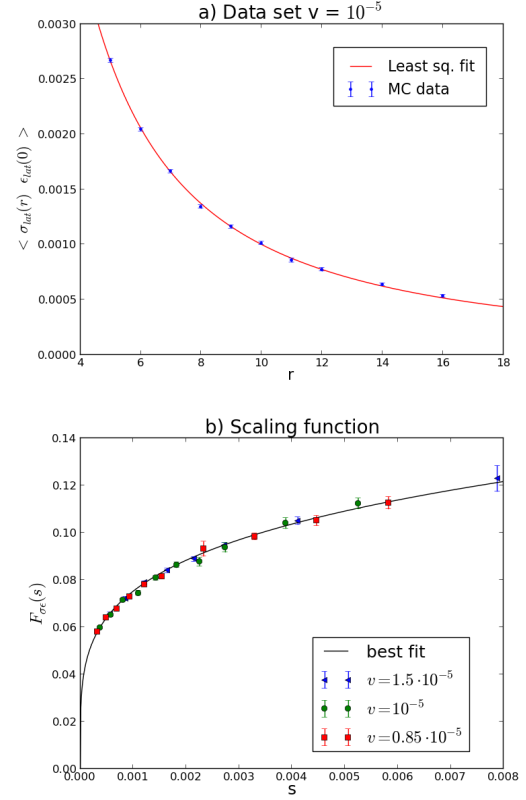 a) Data set v = 10⁻⁵
0.0030
0.0025
0.0020
0.0015
0.0010
0.0005
0.0000
< σ_lat(r) ϵ_lat(0) >
Least sq. fit
MC data
4 6 8 10 12 14 16 18
r
b) Scaling function
0.14
0.12
0.10
0.08
0.06
0.04
0.02
0.00
F_σϵ(s)
best fit
v=1.5·10⁻⁵
v=10⁻⁵
v=0.85·10⁻⁵
0.000 0.001 0.002 0.003 0.004 0.005 0.006 0.007 0.008
s